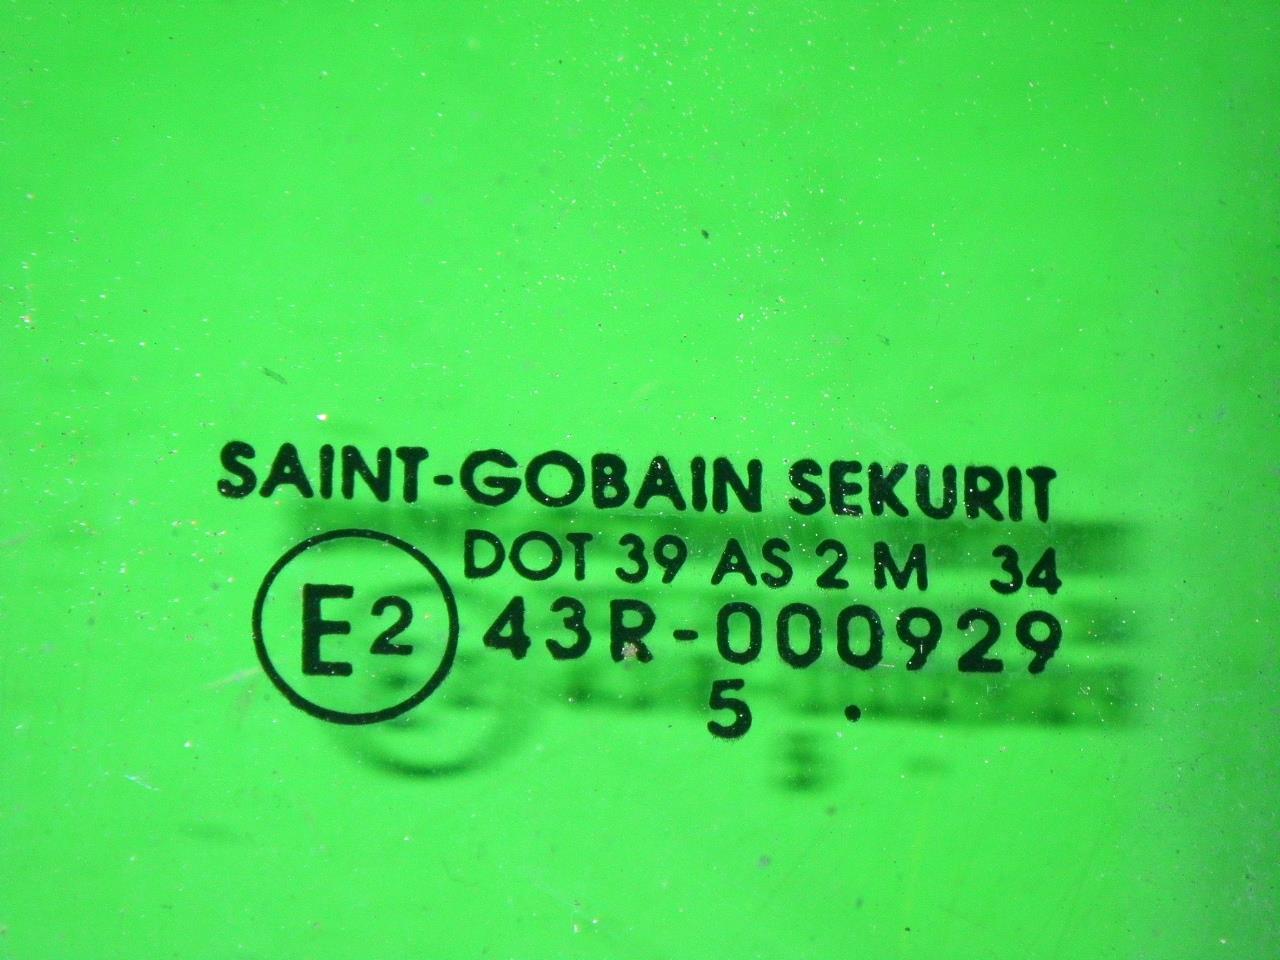 SAINT-GOBAIN SEKURIT
DOT 39 AS 2 M 34
E2 43R-000929
5 .